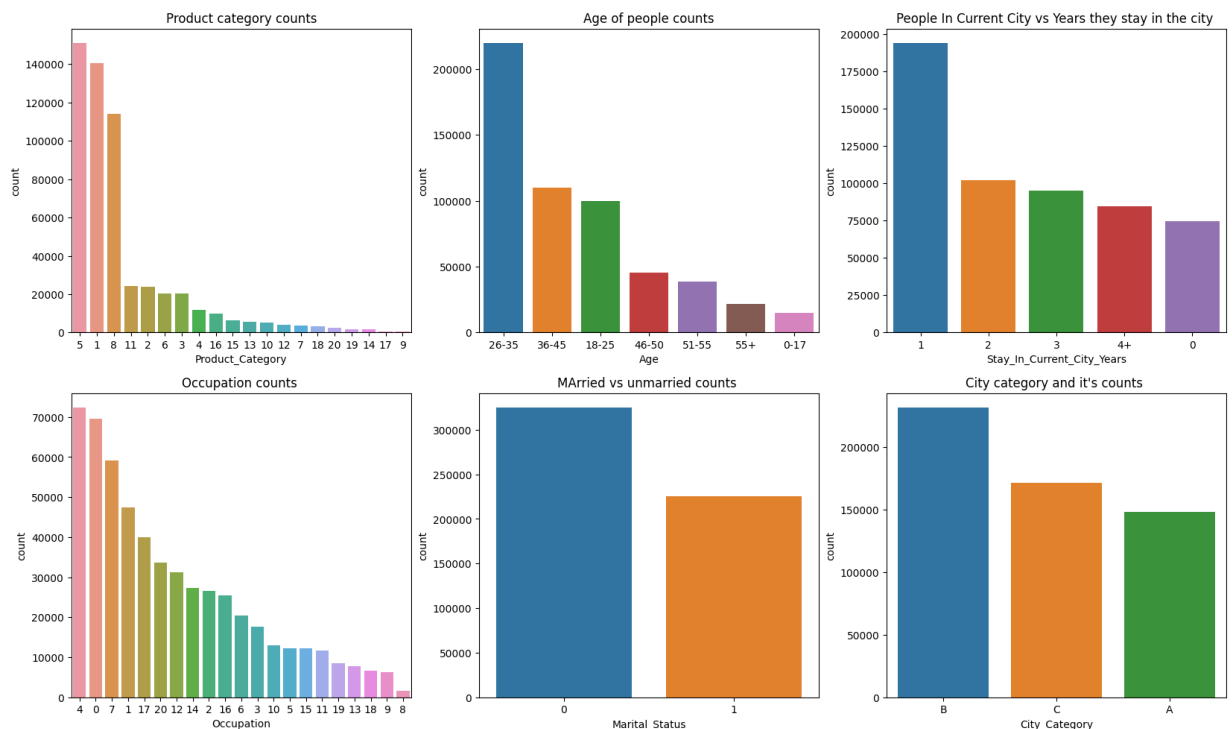 Product category counts
140000
120000
100000
80000
60000
40000
20000
0
count
5 1 8 11 2 6 3 4 16 15 13 10 12 7 18 20 19 14 17 9
Product_Category
Age of people counts
200000
150000
100000
50000
0
count
26-35 36-45 18-25 46-50 51-55 55+ 0-17
Age
People In Current City vs Years they stay in the city
200000
175000
150000
125000
100000
75000
50000
25000
0
count
1 2 3 4+ 0
Stay_In_Current_City_Years
Occupation counts
70000
60000
50000
40000
30000
20000
10000
0
count
4 0 7 1 17 20 12 14 2 16 6 3 10 5 15 11 19 13 18 9 8
Occupation
MArried vs unmarried counts
300000
250000
200000
150000
100000
50000
0
count
0 1
Marital_Status
City category and it's counts
200000
150000
100000
50000
0
count
B C A
City_Category